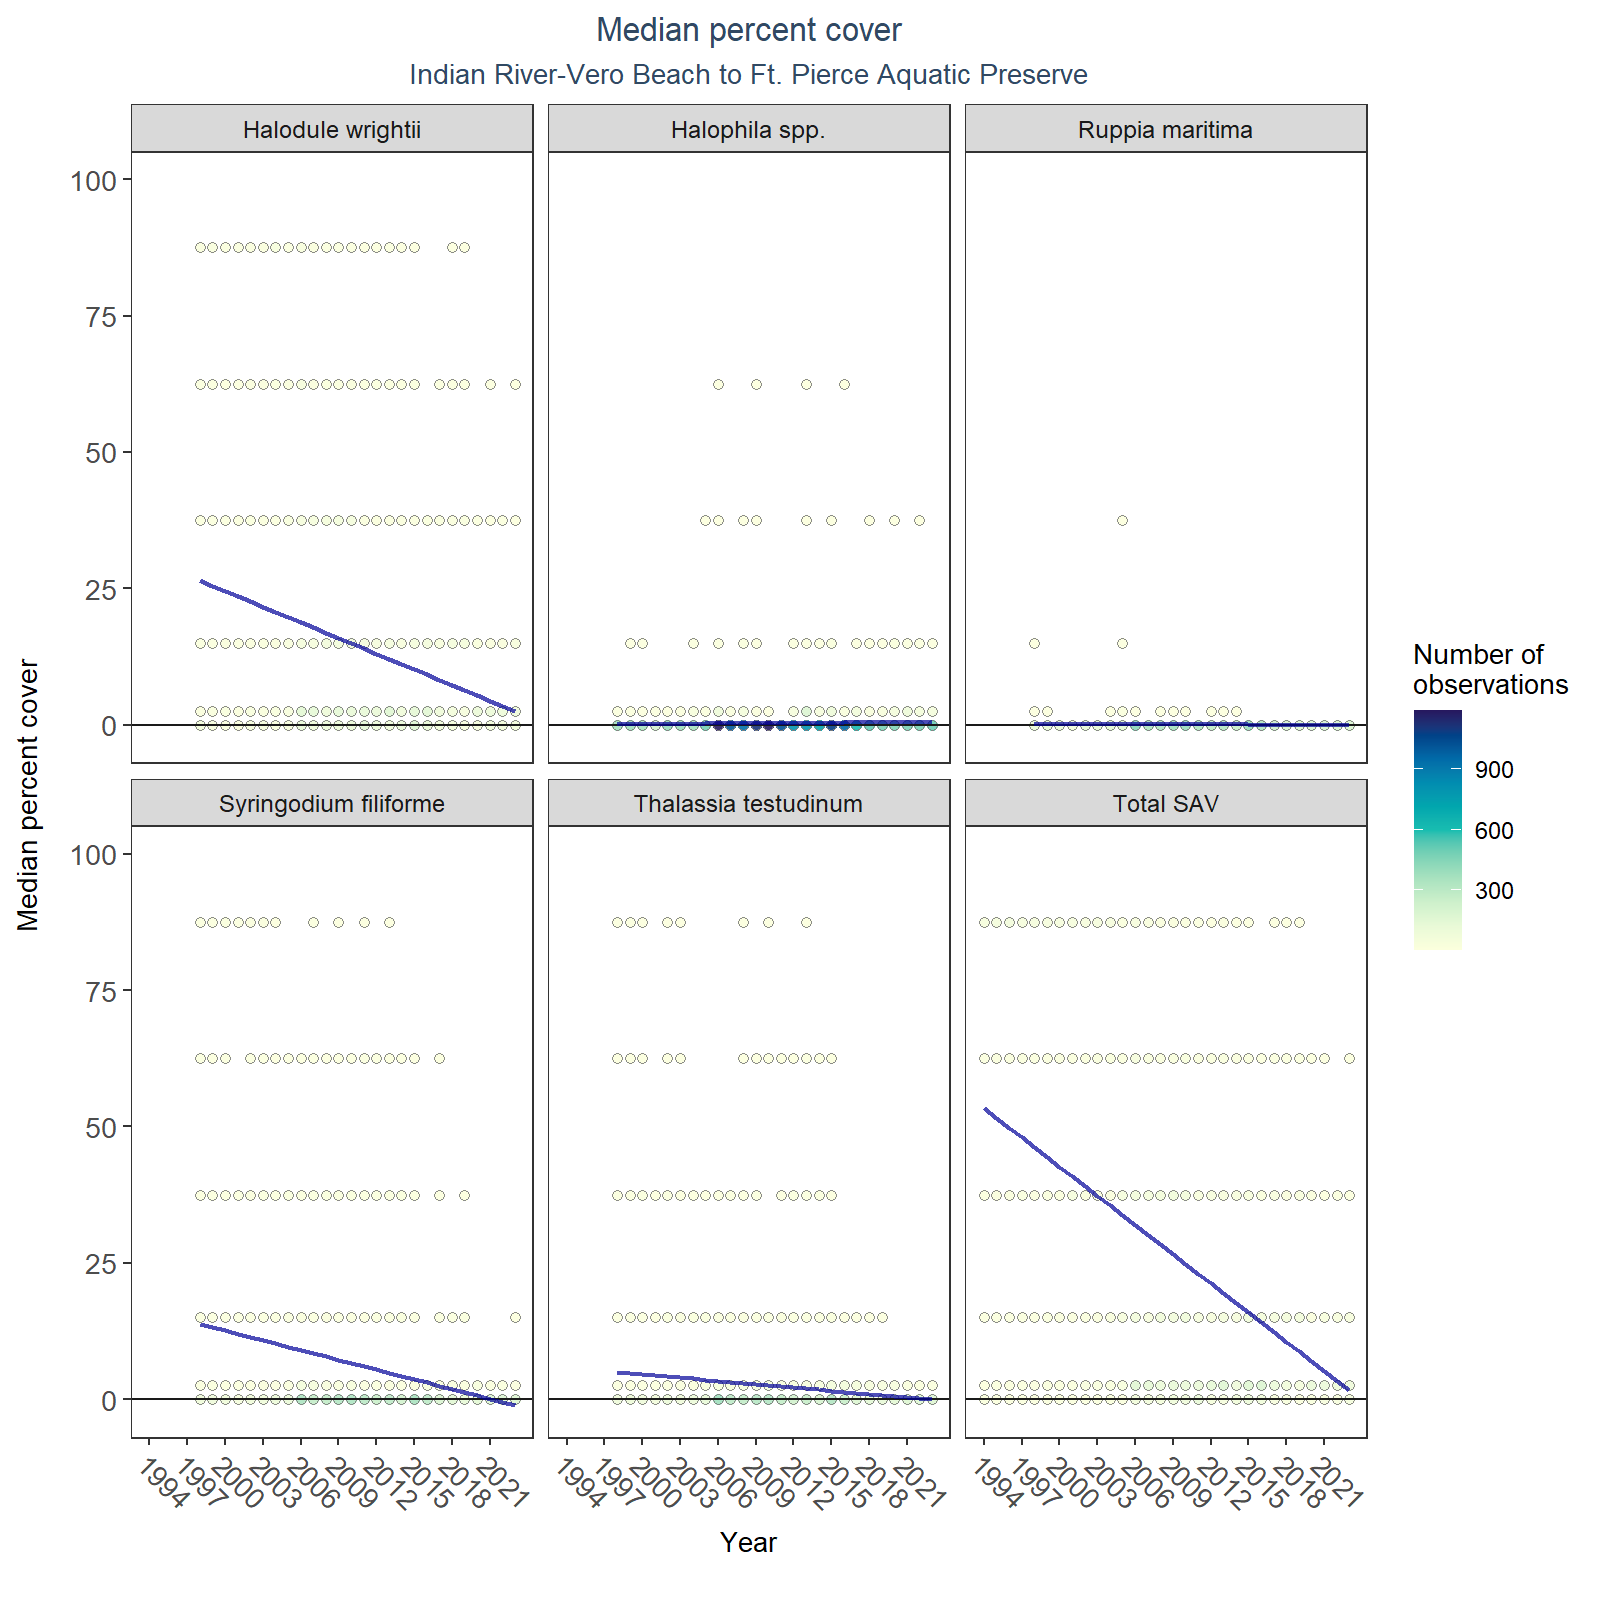 Median percent cover
Indian River-Vero Beach to Ft. Pierce Aquatic Preserve
Halodule wrightii
Halophila spp.
Ruppia maritima
100
75
50
25
0
Syringodium filiforme
Thalassia testudinum
Total SAV
100
75
50
25
0
Median percent cover
1994 1997 2000 2003 2006 2009 2012 2015 2018 2021
1994 1997 2000 2003 2006 2009 2012 2015 2018 2021
1994 1997 2000 2003 2006 2009 2012 2015 2018 2021
Year
Number of
observations
900
600
300